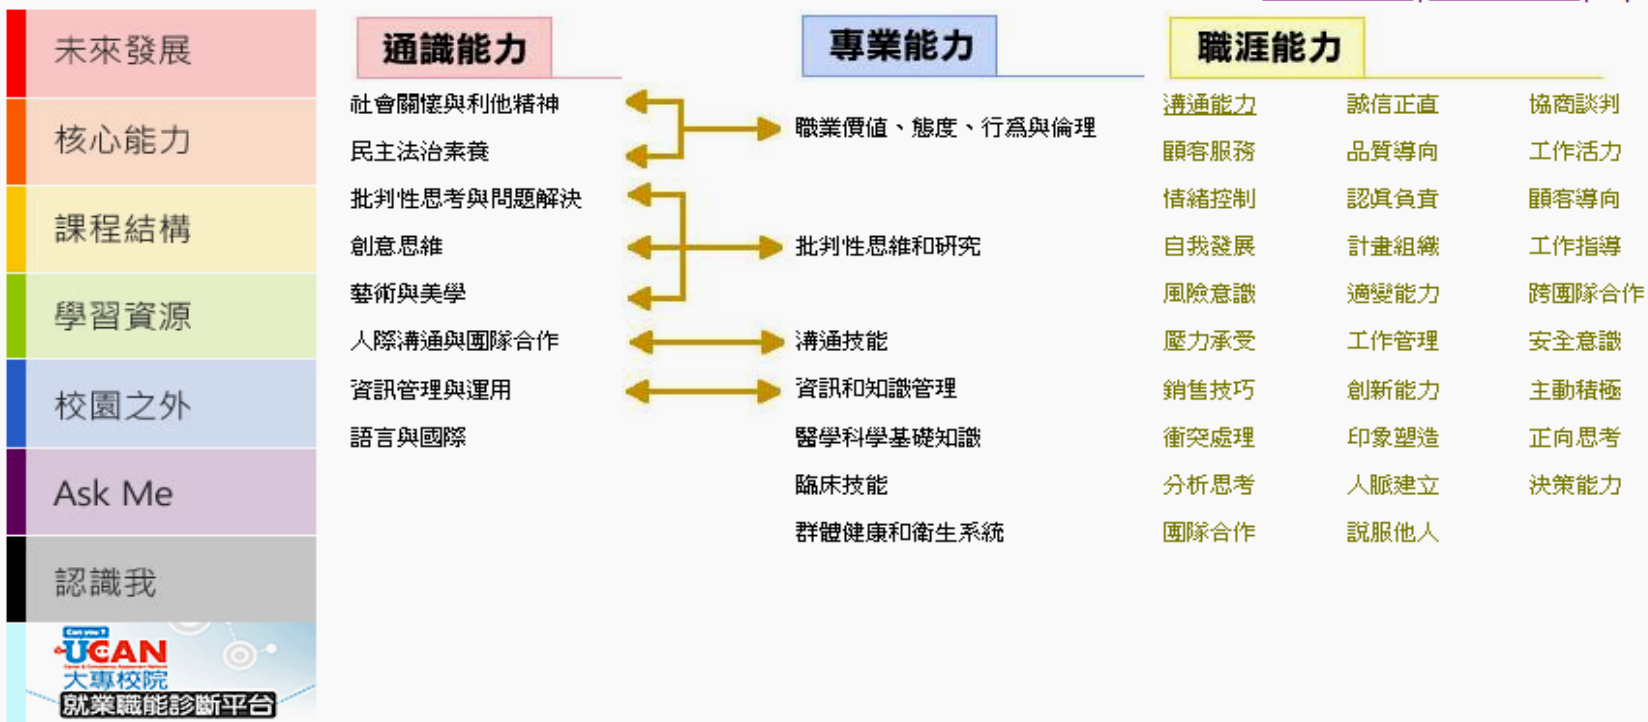 未來發展
核心能力
課程結構
學習資源
校園之外
Ask Me
認識我
UCAN
大專校院
就業職能診斷平台
通識能力
社會關懷與利他精神
民主法治素養
批判性思考與問題解決
創意思維
藝術與美學
人際溝通與團隊合作
資訊管理與運用
語言與國際
專業能力
職業價值、態度、行為與倫理
批判性思維和研究
溝通技能
資訊和知識管理
醫學科學基礎知識
臨床技能
群體健康和衛生系統
職涯能力
溝通能力 誠信正直 協商談判
顧客服務 品質導向 工作活力
情緒控制 認真負責 顧客導向
自我發展 計畫組織 工作指導
風險意識 適變能力 跨團隊合作
壓力承受 工作管理 安全意識
銷售技巧 創新能力 主動積極
衝突處理 印象塑造 正向思考
分析思考 人脈建立 決策能力
團隊合作 說服他人